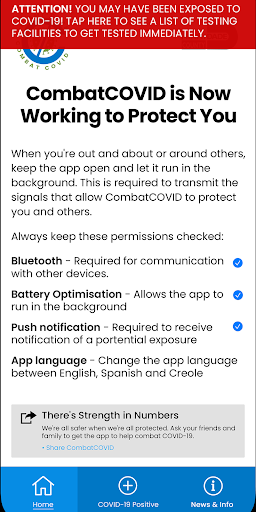 ATTENTION! YOU MAY HAVE BEEN EXPOSED TO
COVID-19! TAP HERE TO SEE A LIST OF TESTING
FACILITIES TO GET TESTED IMMEDIATELY.
COMBAT COVID
CombatCOVID is Now
Working to Protect You
When you're out and about or around others,
keep the app open and let it run in the
background. This is required to transmit the
signals that allow CombatCOVID to protect
you and others.
Always keep these permissions checked:
Bluetooth - Required for communication
with other devices.
Battery Optimisation - Allows the app to
run in the background
Push notification - Required to receive
notification of a portential exposure
App language - Change the app language
between English, Spanish and Creole
There's Strength in Numbers
We're all safer when we're all protected. Ask your friends and
family to get the app to help combat COVID-19.
• Share CombatCOVID
Home
COVID-19 Positive
News & Info